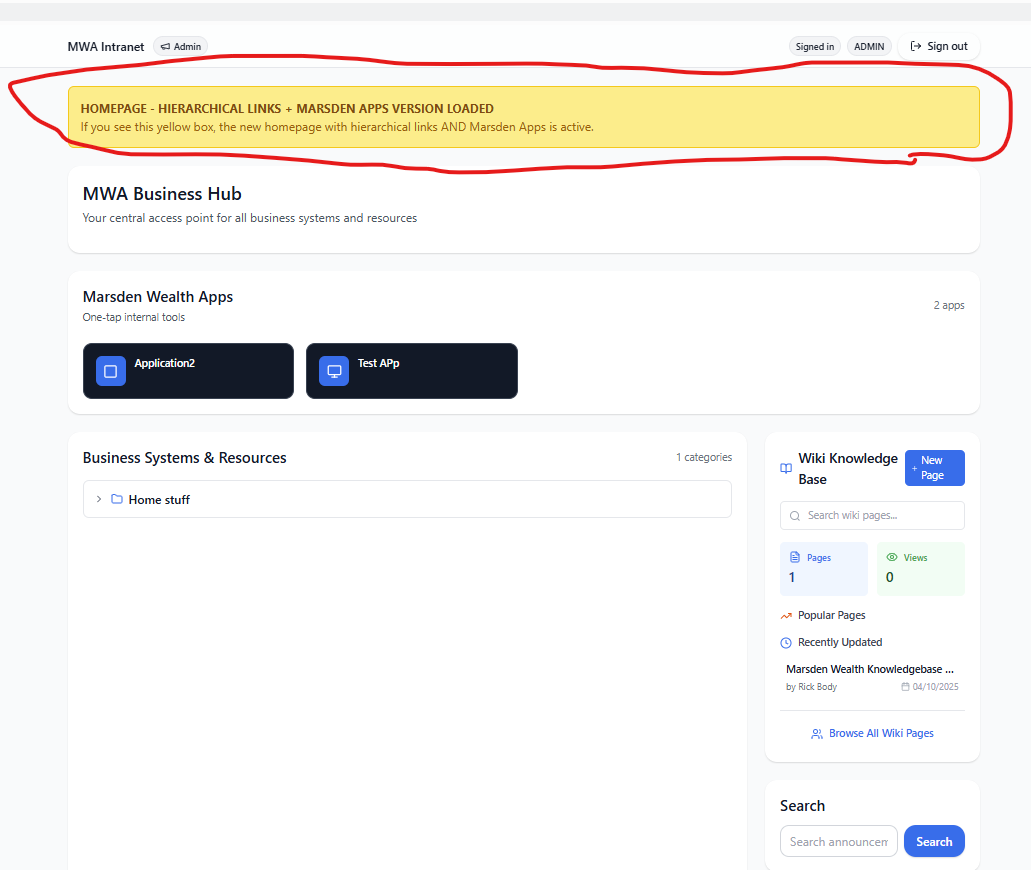 MWA Intranet
Admin
Signed in
ADMIN
Sign out
HOMEPAGE - HIERARCHICAL LINKS + MARSDEN APPS VERSION LOADED
If you see this yellow box, the new homepage with hierarchical links AND Marsden Apps is active.
MWA Business Hub
Your central access point for all business systems and resources
Marsden Wealth Apps
One-tap internal tools
2 apps
Application2
Test APp
Business Systems & Resources
1 categories
Home stuff
Wiki Knowledge
Base
+ New
Page
Search wiki pages...
Pages
1
Views
0
Popular Pages
Recently Updated
Marsden Wealth Knowledgebase ...
by Rick Body
04/10/2025
Browse All Wiki Pages
Search
Search announcem
Search